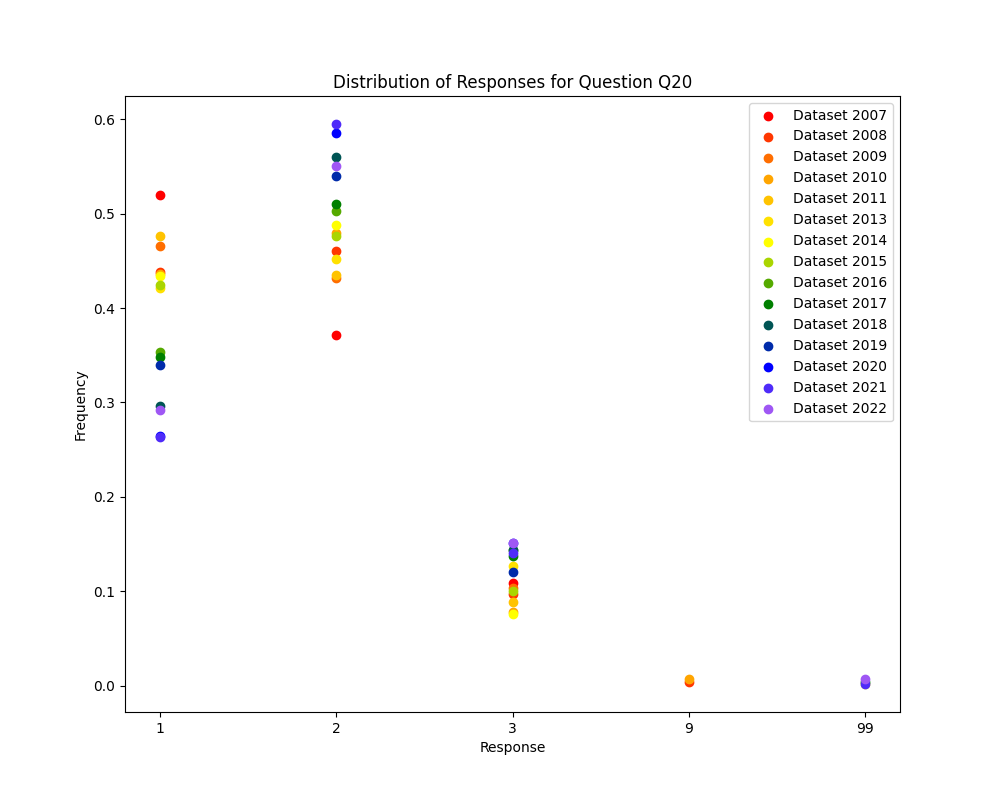 Distribution of Responses for Question Q20
0.6
0.5
0.4
0.3
0.2
0.1
0.0
Frequency
1
2
3
9
99
Response
Dataset 2007
Dataset 2008
Dataset 2009
Dataset 2010
Dataset 2011
Dataset 2013
Dataset 2014
Dataset 2015
Dataset 2016
Dataset 2017
Dataset 2018
Dataset 2019
Dataset 2020
Dataset 2021
Dataset 2022